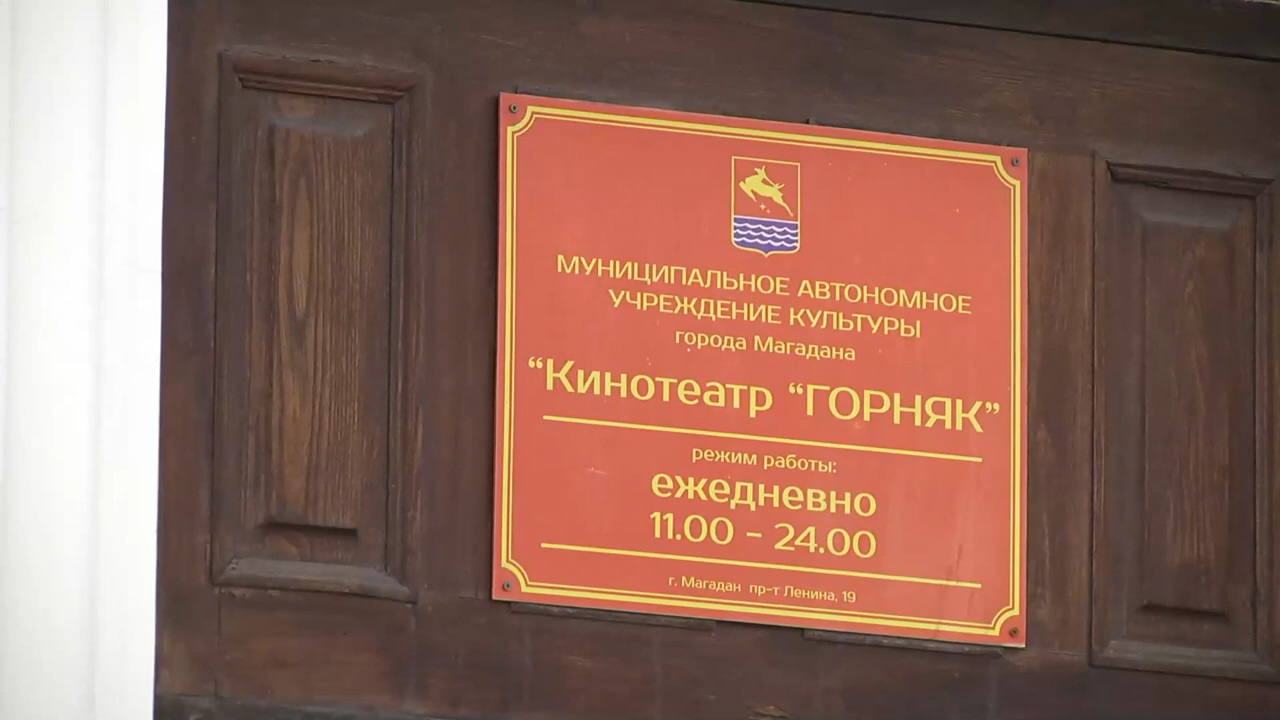 МУНИЦИПАЛЬНОЕ АВТОНОМНОЕ
УЧРЕЖДЕНИЕ КУЛЬТУРЫ
города Магадана
“Кинотеатр “ГОРНЯК”
режим работы:
ежедневно
11.00 – 24.00
г. Магадан пр-т Ленина, 19